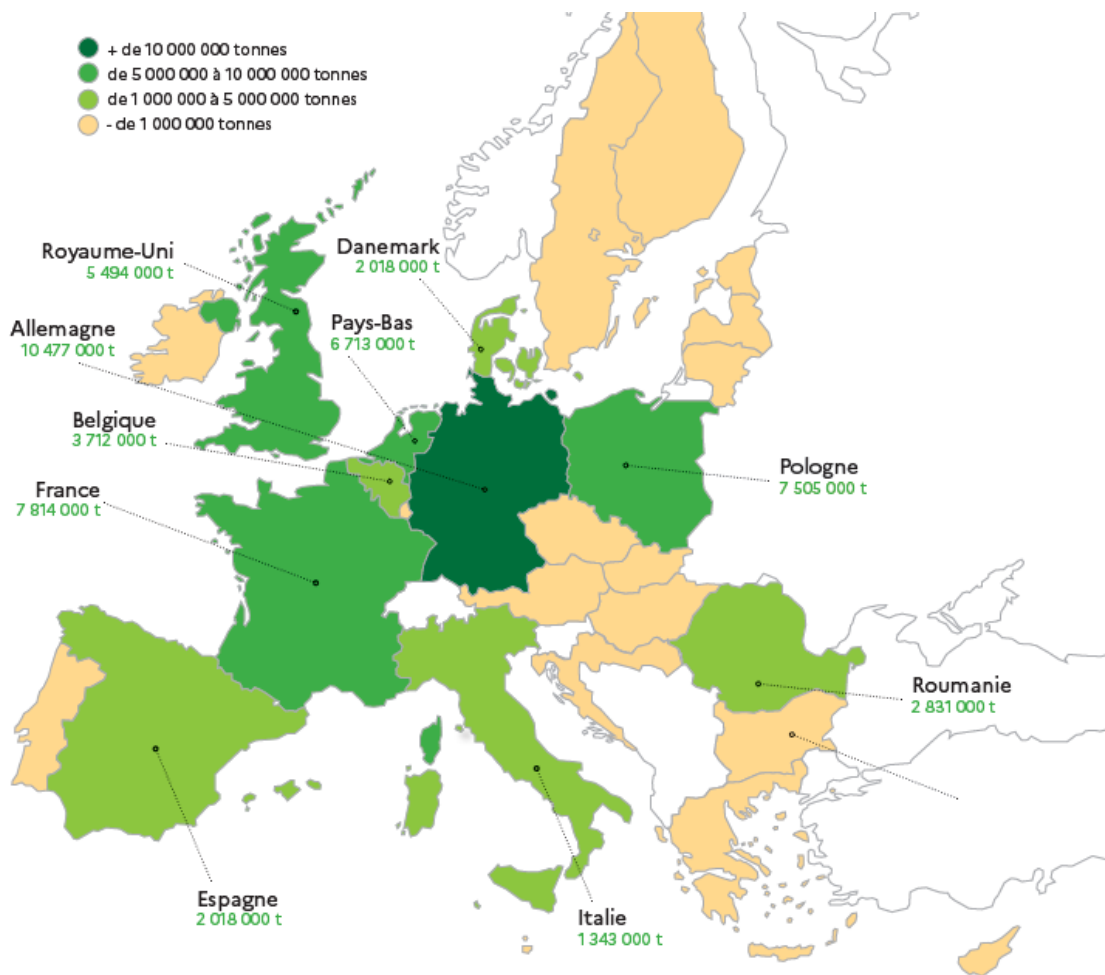 + de 10 000 000 tonnes
de 5 000 000 à 10 000 000 tonnes
de 1 000 000 à 5 000 000 tonnes
- de 1 000 000 tonnes
Royaume-Uni
5 494 000 t
Danemark
2 018 000 t
Allemagne
10 477 000 t
Pays-Bas
6 713 000 t
Belgique
3 712 000 t
France
7 814 000 t
Pologne
7 505 000 t
Roumanie
2 831 000 t
Espagne
2 018 000 t
Italie
1 343 000 t